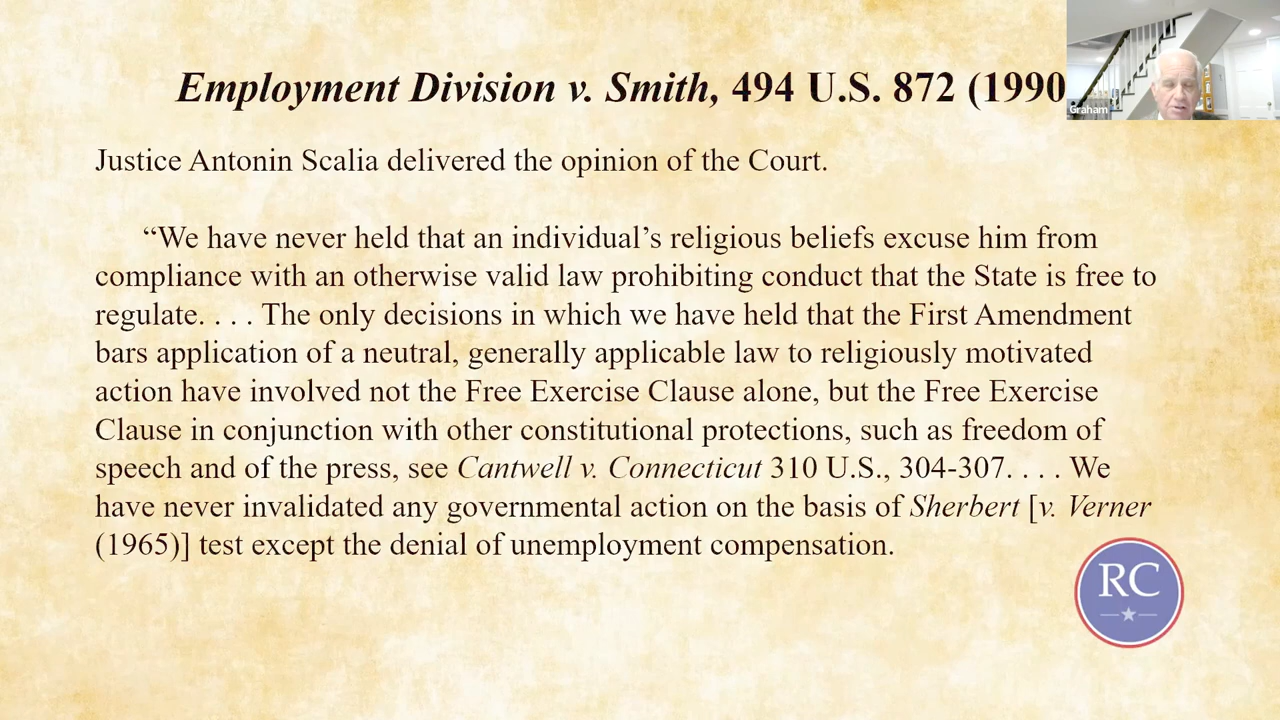 Employment Division v. Smith, 494 U.S. 872 (1990
Graham
Justice Antonin Scalia delivered the opinion of the Court.
“We have never held that an individual’s religious beliefs excuse him from
compliance with an otherwise valid law prohibiting conduct that the State is free to
regulate. . . . The only decisions in which we have held that the First Amendment
bars application of a neutral, generally applicable law to religiously motivated
action have involved not the Free Exercise Clause alone, but the Free Exercise
Clause in conjunction with other constitutional protections, such as freedom of
speech and of the press, see Cantwell v. Connecticut 310 U.S., 304-307. . . . We
have never invalidated any governmental action on the basis of Sherbert [v. Verner
(1965)] test except the denial of unemployment compensation.
RC